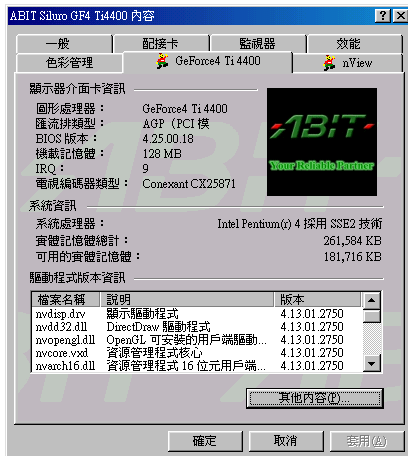 ABIT Siluro GF4 Ti4400 內容
一般 配接卡 監視器 效能
色彩管理 GeForce4 Ti 4400 nView
顯示器介面卡資訊
圖形處理器： GeForce4 Ti 4400
匯流排類型： AGP（PCI 模
BIOS 版本： 4.25.00.18
機載記憶體： 128 MB
IRQ： 9
電視編碼器類型： Conexant CX25871
ABIT
Your Reliable Partner
系統資訊
系統處理器： Intel Pentium(r) 4 採用 SSE2 技術
實體記憶體總計： 261,584 KB
可用的實體記憶體： 181,716 KB
驅動程式版本資訊
檔案名稱 說明 版本
nvdisp.drv 顯示驅動程式 4.13.01.2750
nvdd32.dll DirectDraw 驅動程式 4.13.01.2750
nvopengl.dll OpenGL 可安裝的用戶端驅動... 4.13.01.2750
nvcore.vxd 資源管理程式核心 4.13.01.2750
nvarch16.dll 資源管理程式 16 位元用戶端... 4.13.01.2750
其他內容(P)...
確定 取消 套用(A)